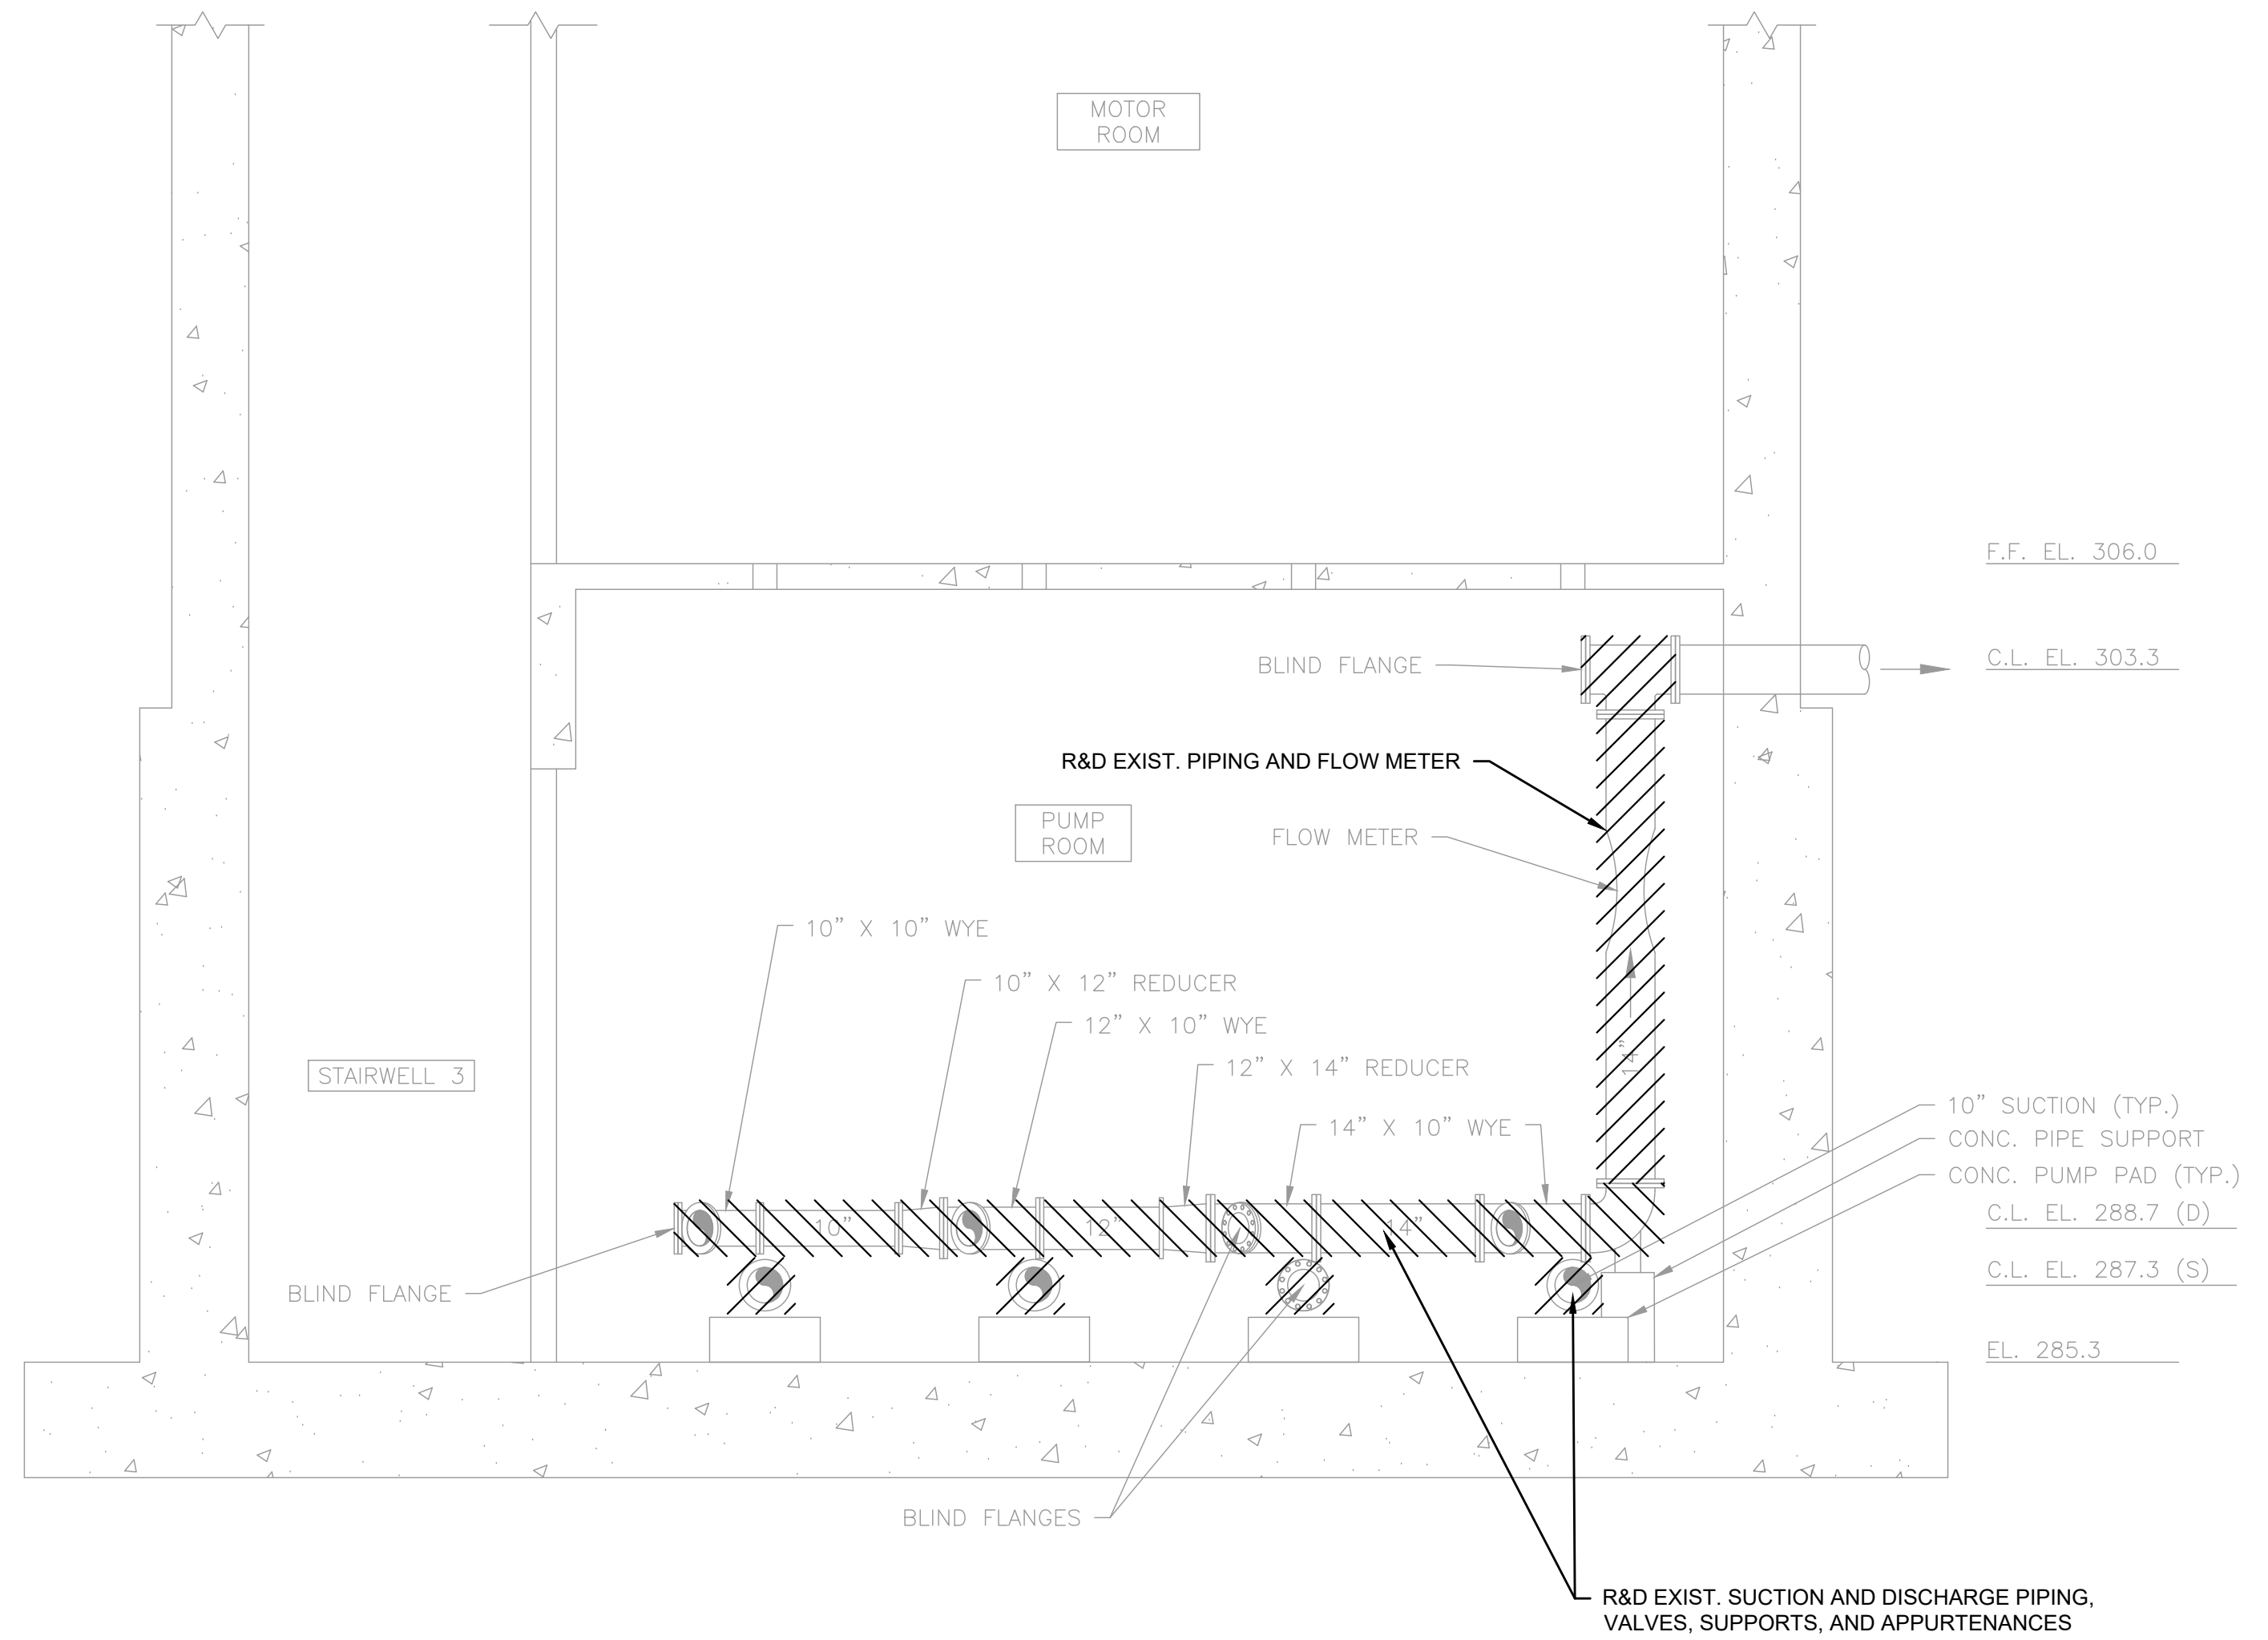 MOTOR
ROOM
F.F. EL. 306.0
BLIND FLANGE
C.L. EL. 303.3
R&D EXIST. PIPING AND FLOW METER
PUMP
ROOM
FLOW METER
10” X 10” WYE
10” X 12” REDUCER
12” X 10” WYE
14”
12” X 14” REDUCER
STAIRWELL 3
14” X 10” WYE
10” SUCTION (TYP.)
CONC. PIPE SUPPORT
CONC. PUMP PAD (TYP.)
C.L. EL. 288.7 (D)
10”
12”
14”
C.L. EL. 287.3 (S)
BLIND FLANGE
EL. 285.3
BLIND FLANGES
R&D EXIST. SUCTION AND DISCHARGE PIPING,
VALVES, SUPPORTS, AND APPURTENANCES